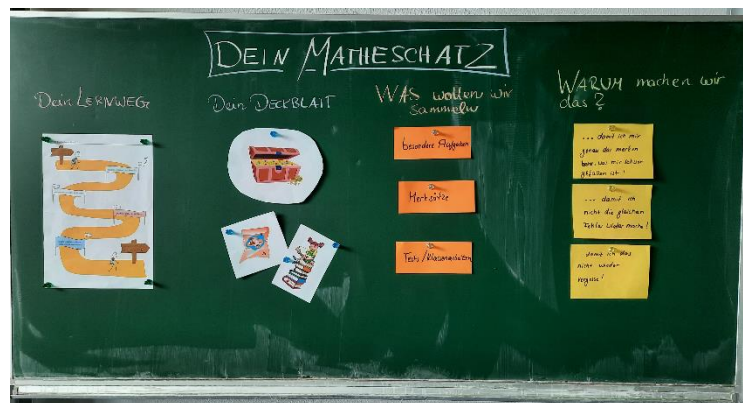 DEIN MATHESCHATZ
Dein LERNWEG
Dein DECKBLATT
WAS wollen wir
sammeln
besondere Aufgaben
Merksätze
Tests/Klassenarbeiten
WARUM machen wir
das?
... damit ich mir
genau das merken
kann, was mir
gefallen ist!
... damit ich
nicht die gleichen
Fehler wieder mache!
... damit ich das
nicht wieder
vergesse!